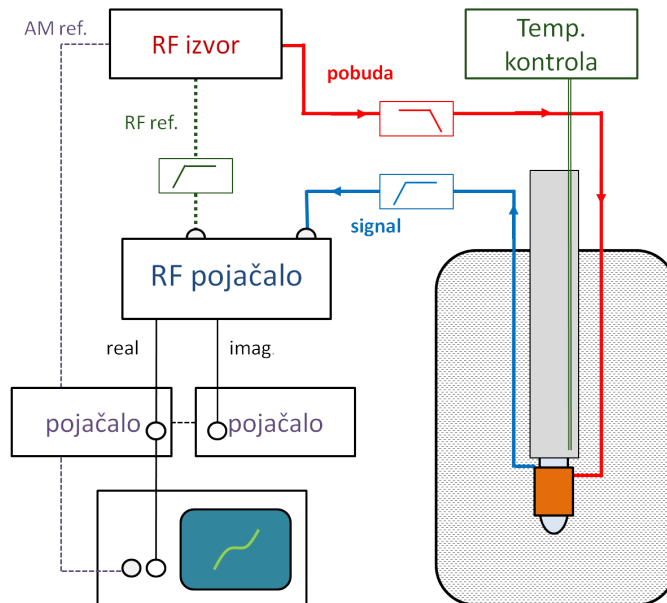 AM ref.
RF izvor
Temp.
kontrola
pobuda
RF ref.
signal
RF pojačalo
real
imag.
pojačalo
pojačalo